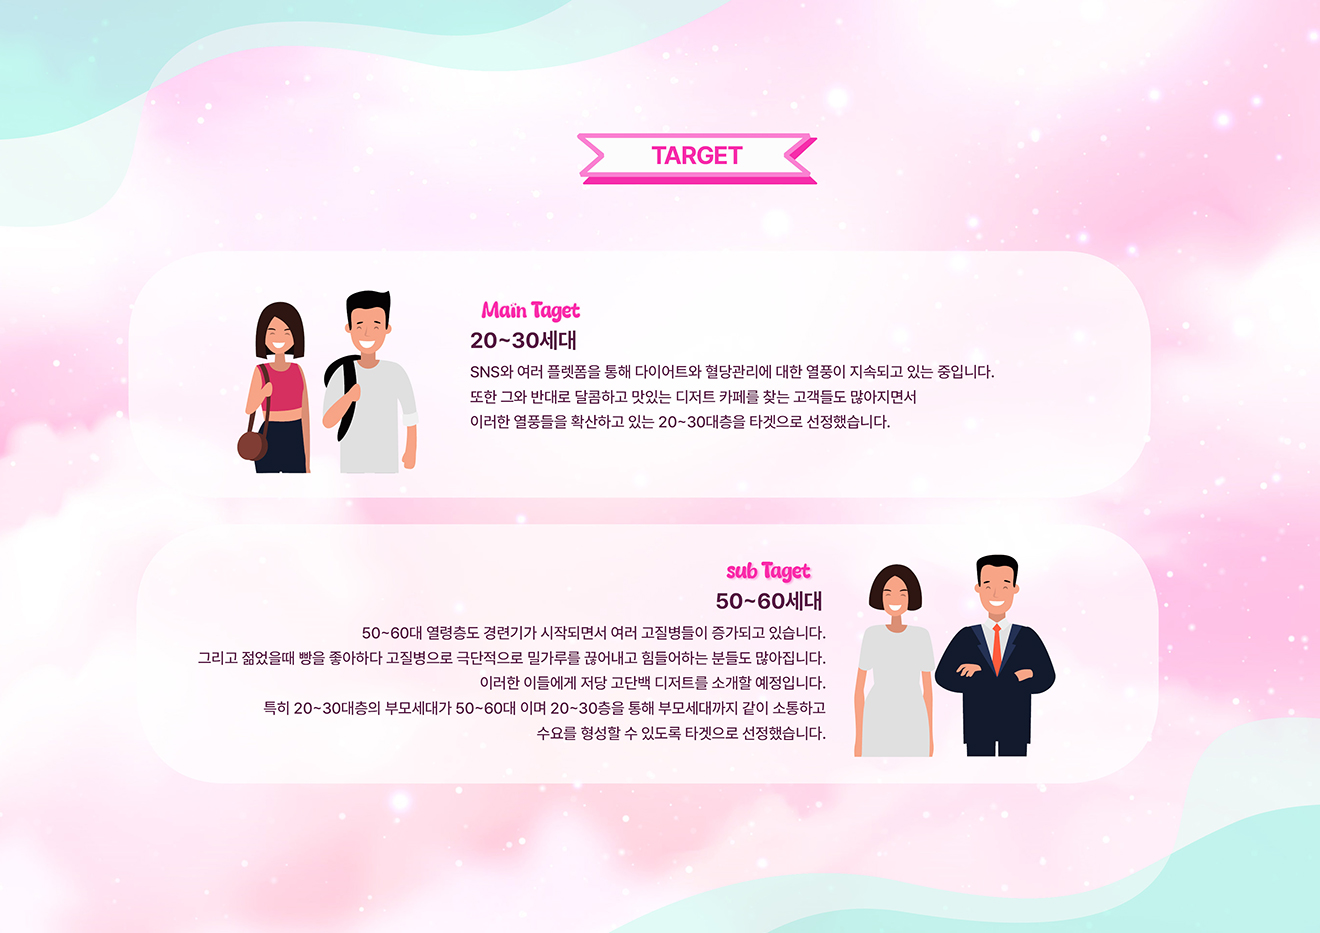 TARGET
Main Taget
20~30세대
SNS와 여러 플렛폼을 통해 다이어트와 혈당관리에 대한 열풍이 지속되고 있는 중입니다.
또한 그와 반대로 달콤하고 맛있는 디저트 카페를 찾는 고객들도 많아지면서
이러한 열풍들을 확산하고 있는 20~30대층을 타겟으로 선정했습니다.
sub Taget
50~60세대
50~60대 열령층도 경련기가 시작되면서 여러 고질병들이 증가되고 있습니다.
그리고 젊었을때 빵을 좋아하다 고질병으로 극단적으로 밀가루를 끊어내고 힘들어하는 분들도 많아집니다.
이러한 이들에게 저당 고단백 디저트를 소개할 예정입니다.
특히 20~30대층의 부모세대가 50~60대 이며 20~30층을 통해 부모세대까지 같이 소통하고
수요를 형성할 수 있도록 타겟으로 선정했습니다.